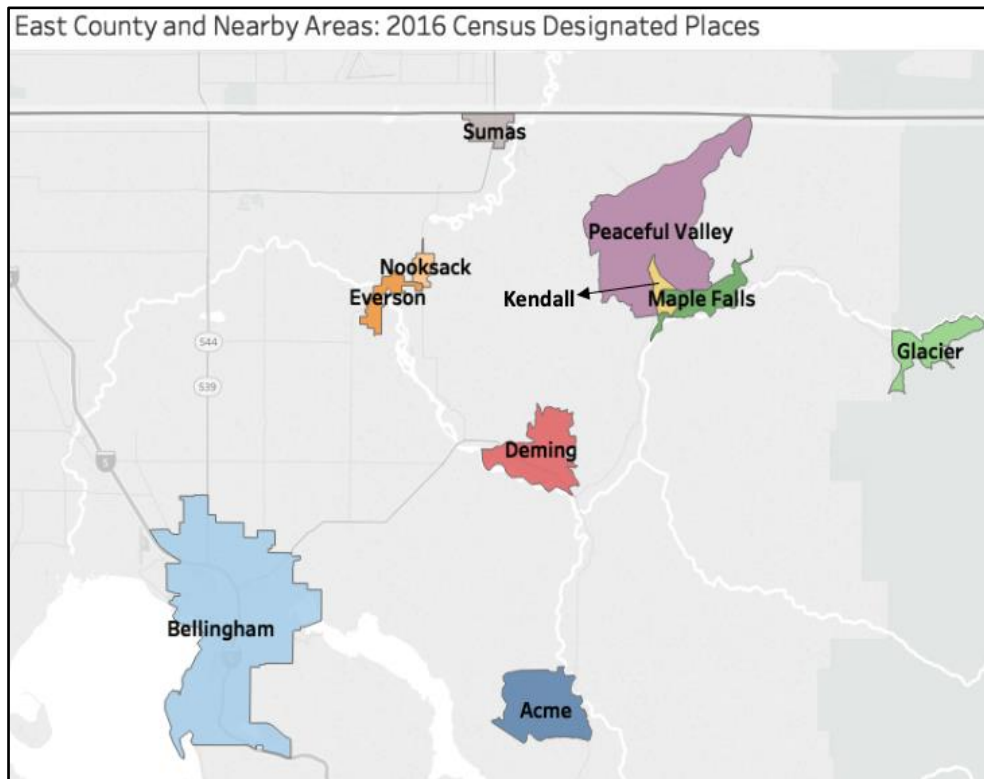 East County and Nearby Areas: 2016 Census Designated Places
Sumas
Peaceful Valley
Nooksack
Everson
Kendall
Maple Falls
544
Glacier
539
Deming
5
Bellingham
Acme